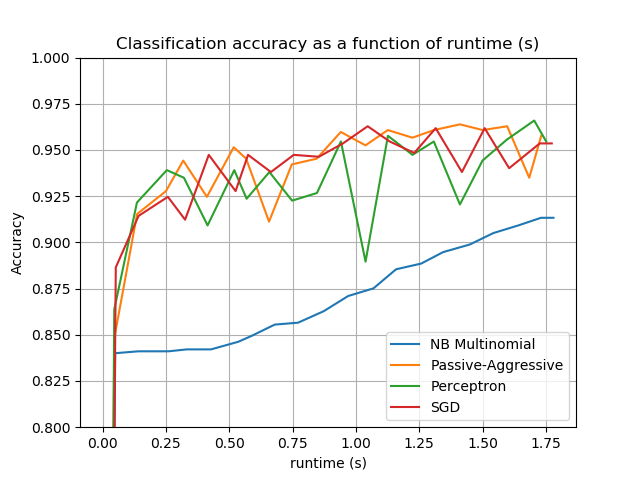 Classification accuracy as a function of runtime (s)
1.000
0.975
0.950
0.925
0.900
0.875
0.850
0.825
0.800
Accuracy
NB Multinomial
Passive-Aggressive
Perceptron
SGD
0.00 0.25 0.50 0.75 1.00 1.25 1.50 1.75
runtime (s)